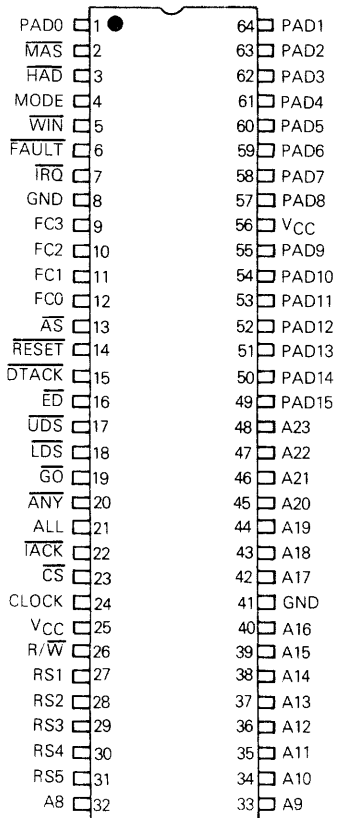 PAD0 1 64 PAD1
MAS 2 63 PAD2
HAD 3 62 PAD3
MODE 4 61 PAD4
WIN 5 60 PAD5
FAULT 6 59 PAD6
IRQ 7 58 PAD7
GND 8 57 PAD8
FC3 9 56 VCC
FC2 10 55 PAD9
FC1 11 54 PAD10
FC0 12 53 PAD11
AS 13 52 PAD12
RESET 14 51 PAD13
DTACK 15 50 PAD14
ED 16 49 PAD15
UDS 17 48 A23
LDS 18 47 A22
GO 19 46 A21
ANY 20 45 A20
ALL 21 44 A19
IACK 22 43 A18
CS 23 42 A17
CLOCK 24 41 GND
VCC 25 40 A16
R/W 26 39 A15
RS1 27 38 A14
RS2 28 37 A13
RS3 29 36 A12
RS4 30 35 A11
RS5 31 34 A10
A8 32 33 A9